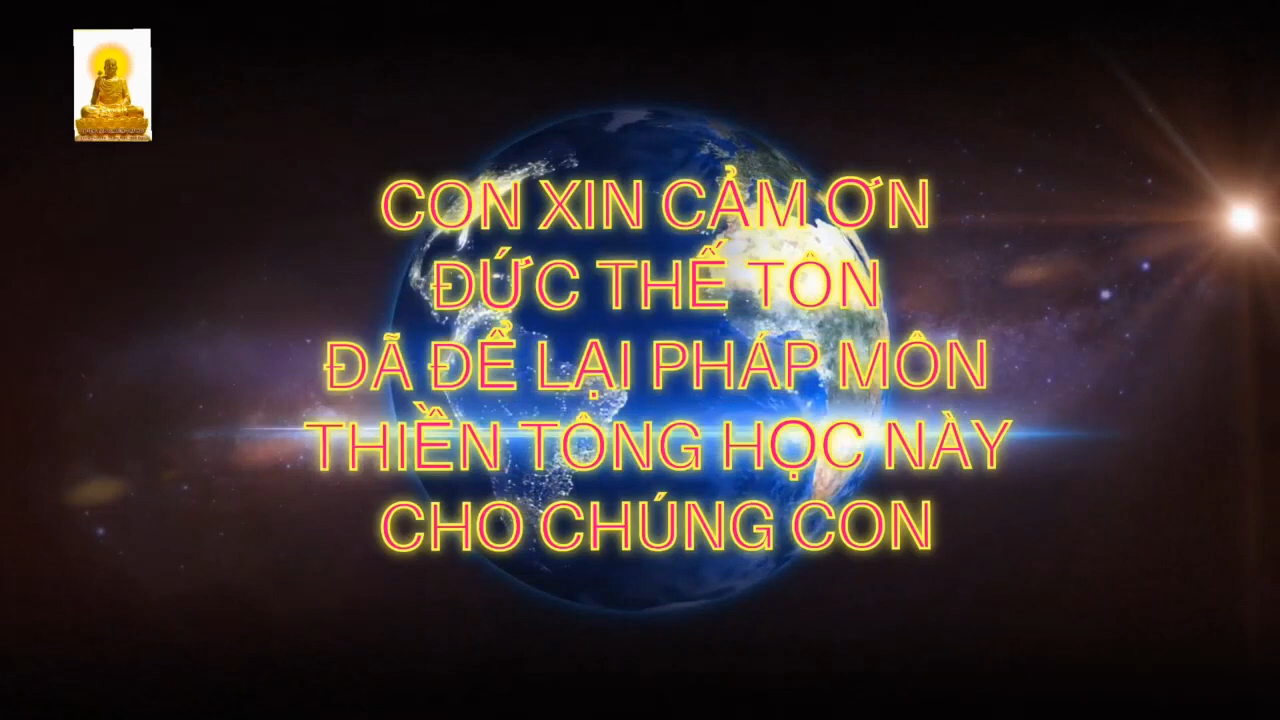 CON XIN CẢM ƠN
ĐỨC THẾ TÔN
ĐÃ ĐỂ LẠI PHÁP MÔN
THIỀN TÔNG HỌC NÀY
CHO CHÚNG CON